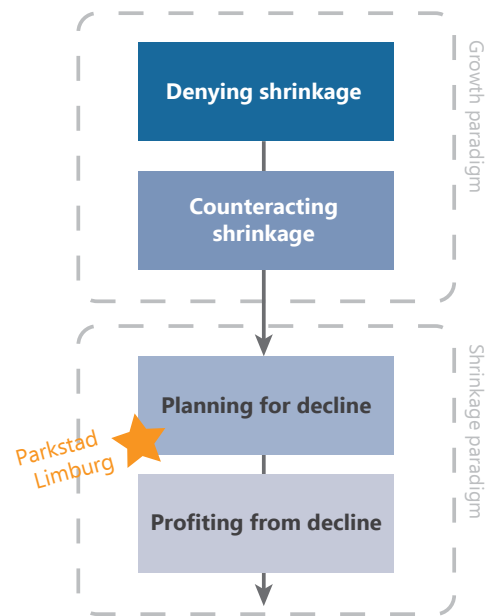 Growth paradigm
Denying shrinkage
Counteracting
shrinkage
Shrinkage paradigm
Planning for decline
Parkstad
Limburg
Profiting from decline